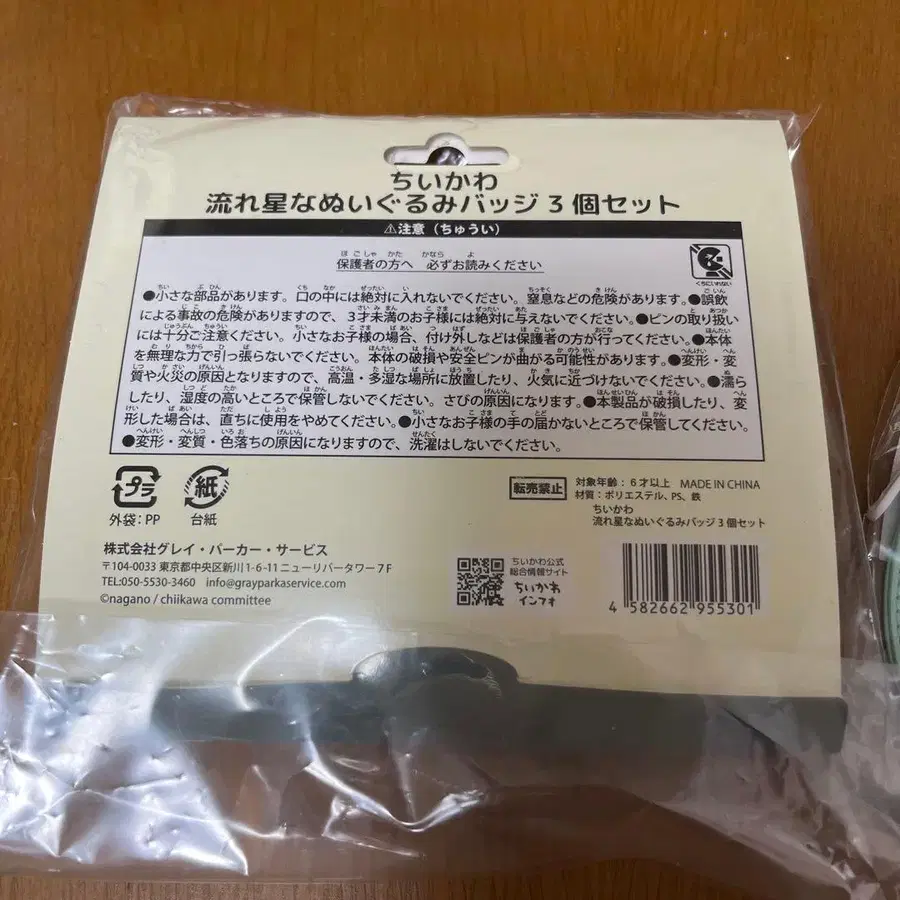 ちいかわ
流れ星なぬいぐるみバッジ3個セット
⚠注意（ちゅうい）
保護者の方へ 必ずお読みください
くちにいれない
●小さな部品があります。口の中には絶対に入れないでください。窒息などの危険があります。●誤飲
による事故の危険がありますので、3才未満のお子様には絶対に与えないでください。●ピンの取り扱い
には十分ご注意ください。小さなお子様の場合、付け外しなどは保護者の方が行ってください。●本体
を無理な力で引っ張らないでください。本体の破損や安全ピンが曲がる可能性があります。●変形・変
質や火災の原因となりますので、高温・多湿な場所に放置したり、火気に近づけないでください。●濡ら
したり、湿度の高いところで保管しないでください。さびの原因になります。●本製品が破損したり、変
形した場合は、直ちに使用をやめてください。●小さなお子様の手の届かないところで保管してください。
●変形・変質・色落ちの原因になりますので、洗濯はしないでください。
プラ
外袋：PP
紙
台紙
転売禁止
対象年齢：6才以上 MADE IN CHINA
材質：ポリエステル、PS、鉄
ちいかわ
流れ星なぬいぐるみバッジ3個セット
株式会社グレイ・パーカー・サービス
〒104-0033 東京都中央区新川1-6-11ニューリバータワー7F
TEL:050-5530-3460 info@grayparkaservice.com
©nagano / chiikawa committee
ちいかわ公式
総合情報サイト
ちいかわ
インフォ
4 582662 955301